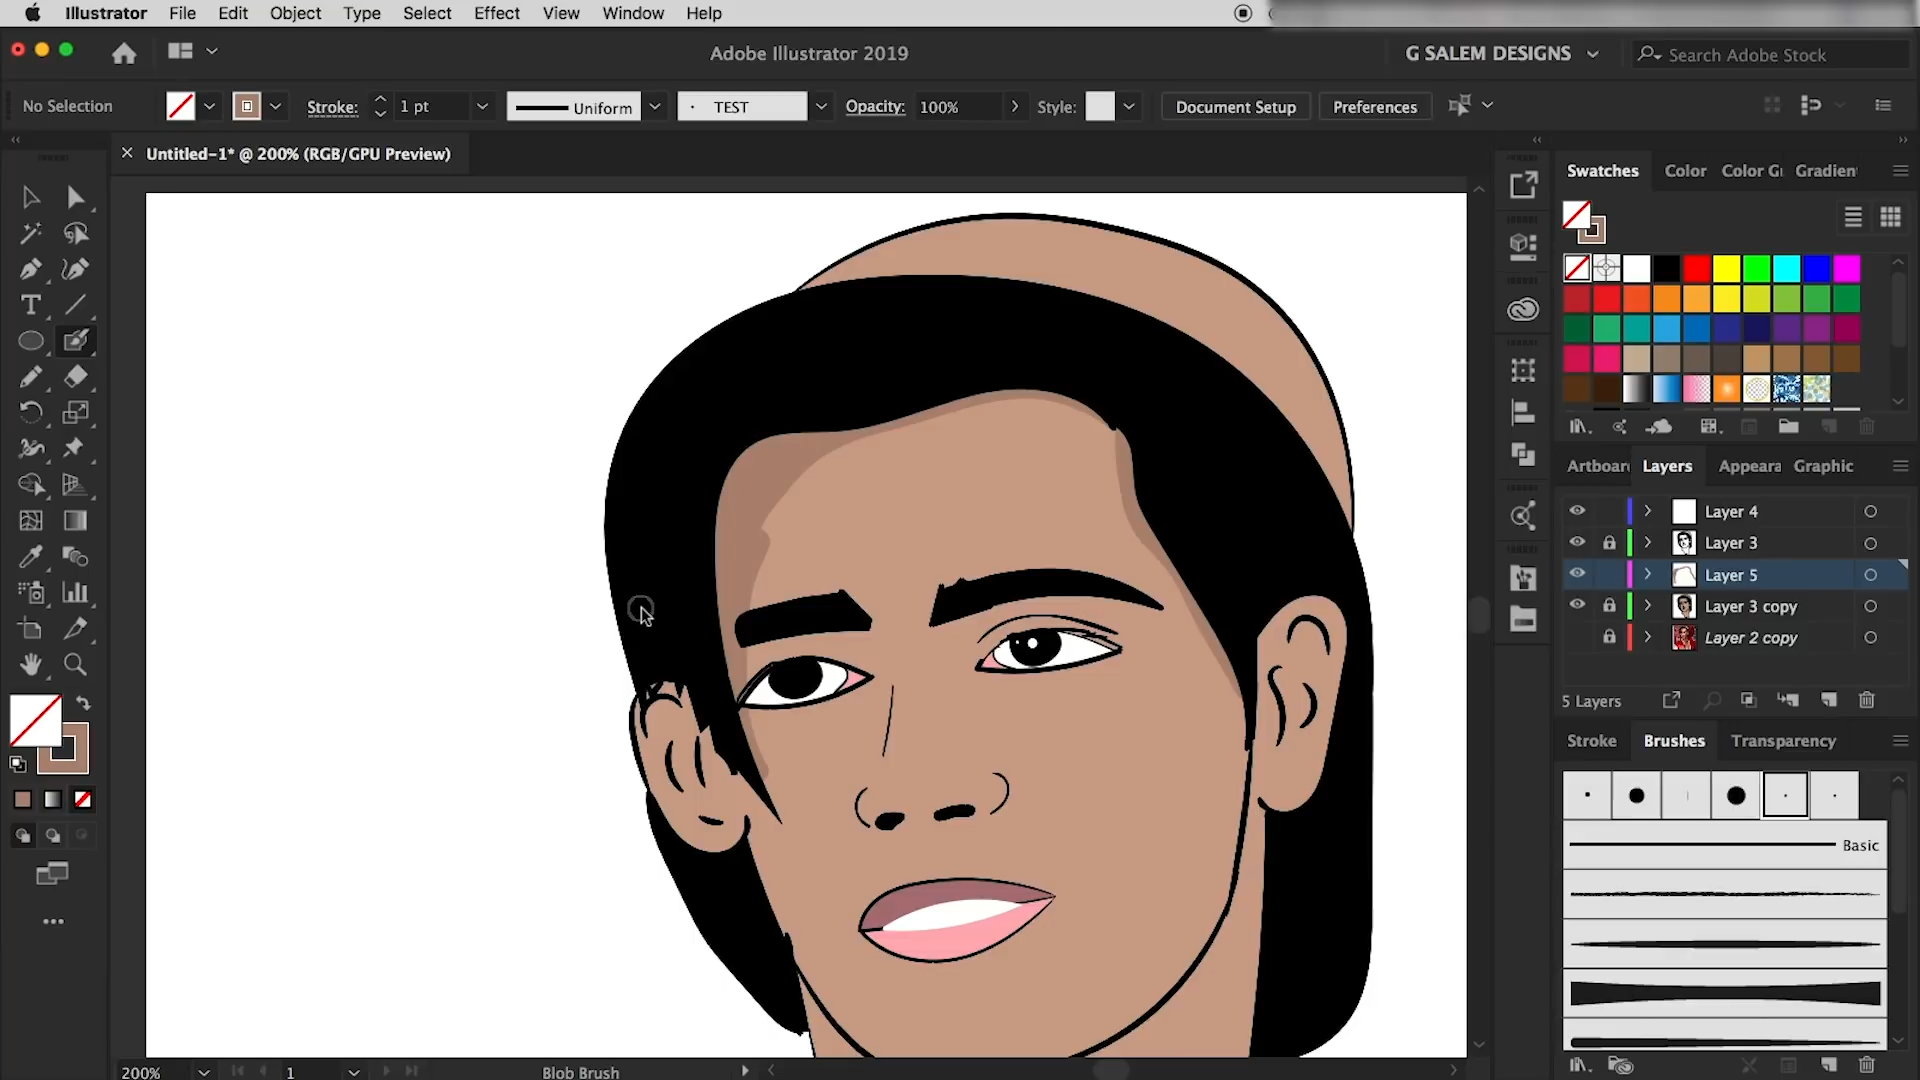 Illustrator File Edit Object Type Select Effect View Window Help
Adobe Illustrator 2019
G SALEM DESIGNS
Search Adobe Stock
No Selection
Stroke: 1 pt
Uniform
TEST
Opacity: 100%
Style:
Document Setup
Preferences
Untitled-1* @ 200% (RGB/GPU Preview)
Swatches Color Color Gi Gradien
Artboar Layers Appeara Graphic
Layer 4
Layer 3
Layer 5
Layer 3 copy
Layer 2 copy
5 Layers
Stroke Brushes Transparency
Basic
200%
1
Blob Brush